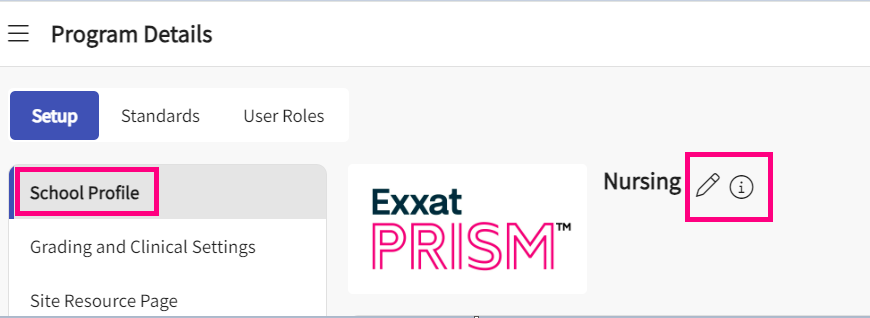 Program Details
Setup Standards User Roles
School Profile
Grading and Clinical Settings
Site Resource Page
Exxat
PRISM™
Nursing